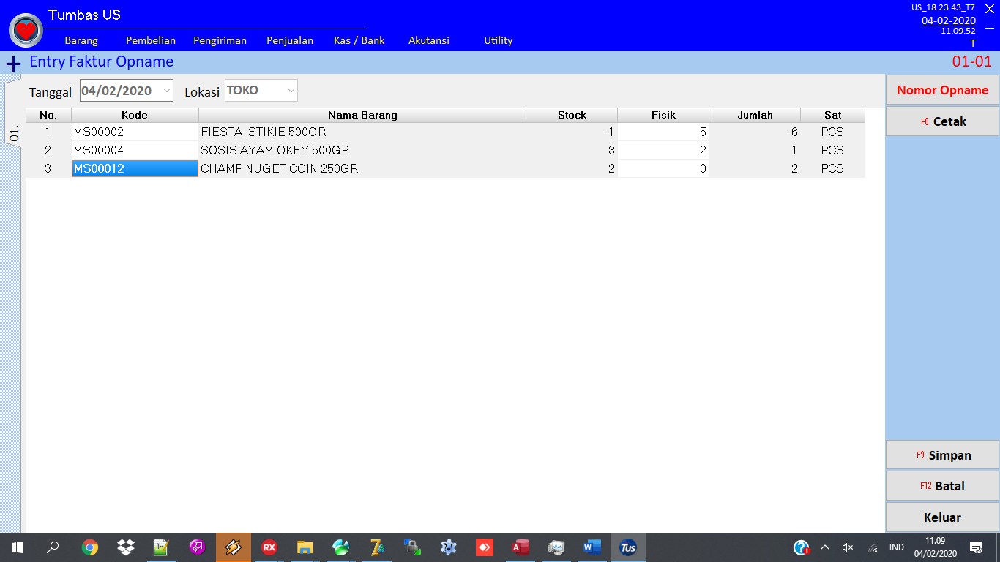 Tumbas US
US_18.23.43_T7
04-02-2020
11.09.52
T
Barang Pembelian Pengiriman Penjualan Kas / Bank Akutansi Utility
+ Entry Faktur Opname 01-01
01.
Tanggal 04/02/2020 Lokasi TOKO
No. Kode Nama Barang Stock Fisik Jumlah Sat
1 MS00002 FIESTA STIKIE 500GR -1 5 -6 PCS
2 MS00004 SOSIS AYAM OKEY 500GR 3 2 1 PCS
3 MS00012 CHAMP NUGET COIN 250GR 2 0 2 PCS
Nomor Opname
F8 Cetak
F9 Simpan
F12 Batal
Keluar
RX
Tus
IND
11.09
04/02/2020